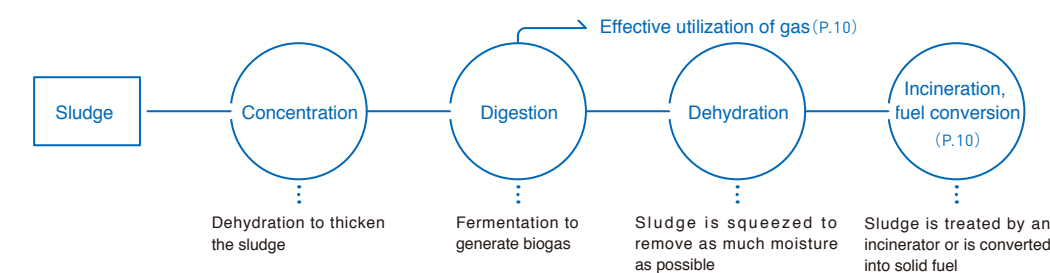 Effective utilization of gas(P.10)
Sludge
Concentration
Digestion
Dehydration
Incineration,
fuel conversion
(P.10)
Dehydration to thicken
the sludge
Fermentation to
generate biogas
Sludge is squeezed to
remove as much moisture
as possible
Sludge is treated by an
incinerator or is converted
into solid fuel